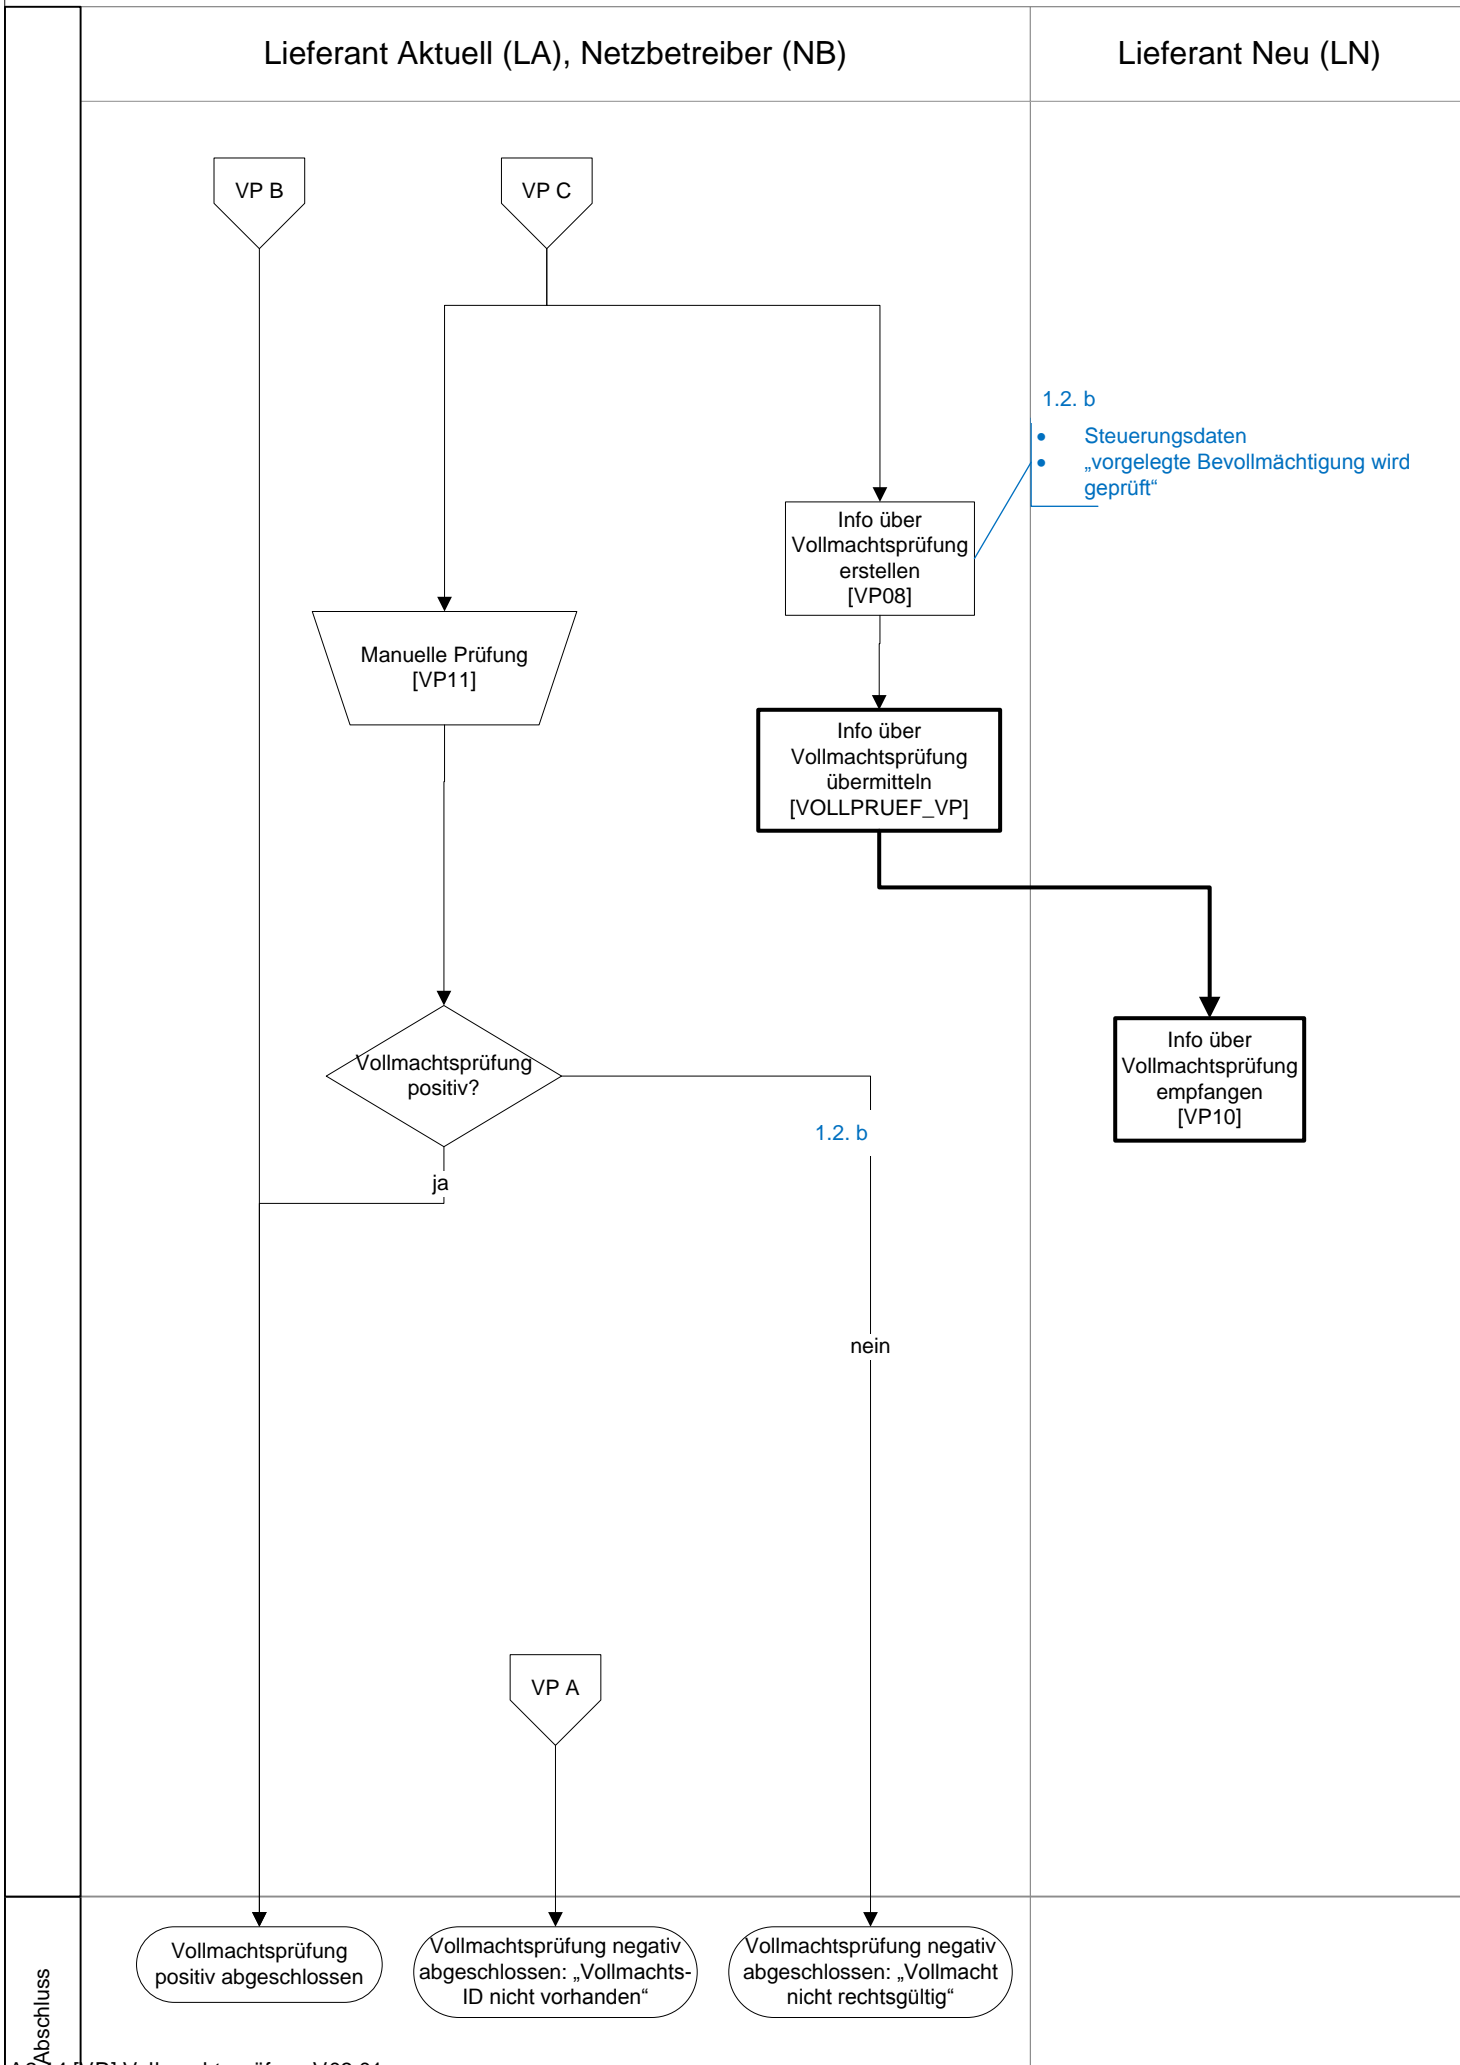 Lieferant Aktuell (LA), Netzbetreiber (NB)
Lieferant Neu (LN)
VP B
VP C
1.2. b
• Steuerungsdaten
• „vorgelegte Bevollmächtigung wird
geprüft“
Info über
Vollmachtsprüfung
erstellen
[VP08]
Manuelle Prüfung
[VP11]
Info über
Vollmachtsprüfung
übermitteln
[VOLLPRUEF_VP]
Info über
Vollmachtsprüfung
empfangen
[VP10]
Vollmachtsprüfung
positiv?
1.2. b
ja
nein
VP A
Vollmachtsprüfung
positiv abgeschlossen
Vollmachtsprüfung negativ
abgeschlossen: „Vollmachts-
ID nicht vorhanden“
Vollmachtsprüfung negativ
abgeschlossen: „Vollmacht
nicht rechtsgültig“
Abschluss